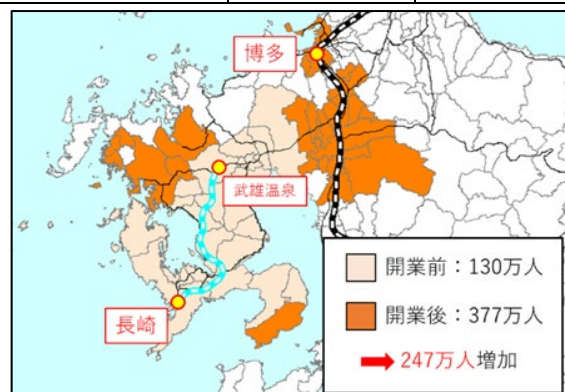 博多
武雄温泉
長崎
開業前：130万人
開業後：377万人
247万人増加